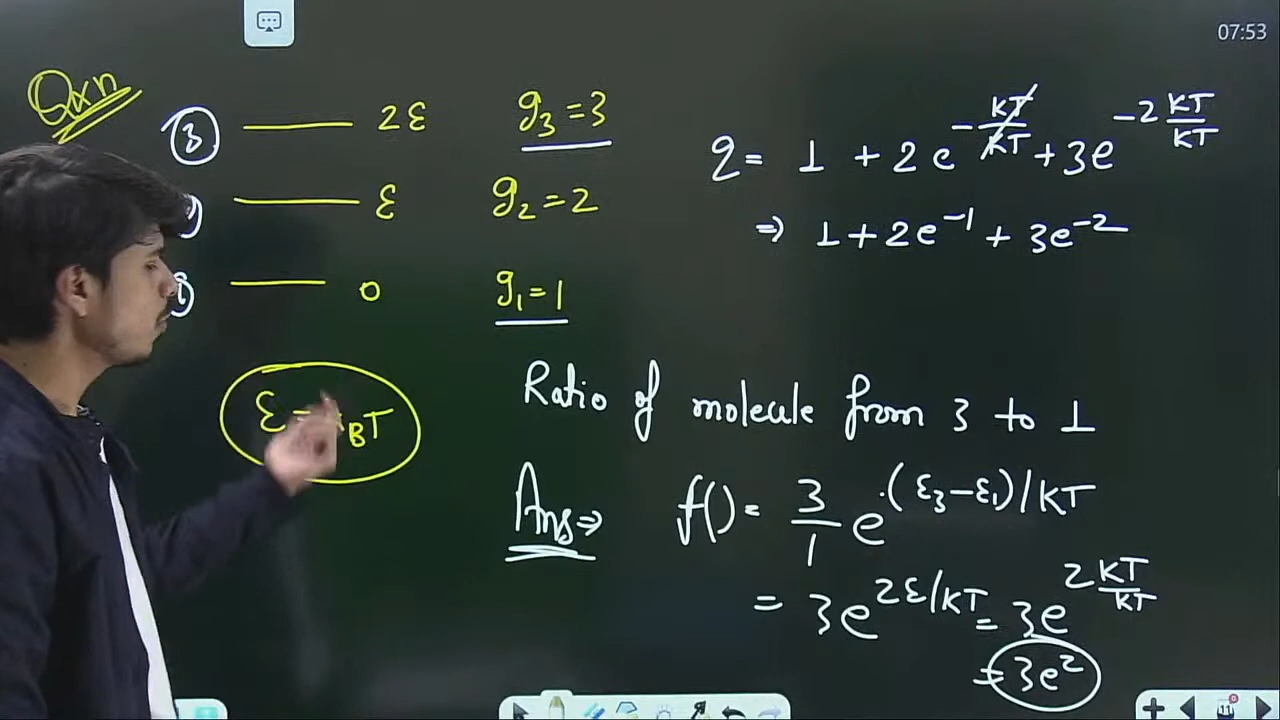 07:53
Qxn
③ 2ε g₃=3
ε g₂=2
0 g₁=1
q = 1 + 2e^(-KT/KT) + 3e^(-2 KT/KT)
⇒ 1 + 2e⁻¹ + 3e⁻²
Ratio of molecule from 3 to 1
Ans⇒ f() = 3/1 e^(·(ε₃-ε₁)/KT)
= 3e^(2ε/KT) = 3e^(2 KT/KT)
= 3e²
11